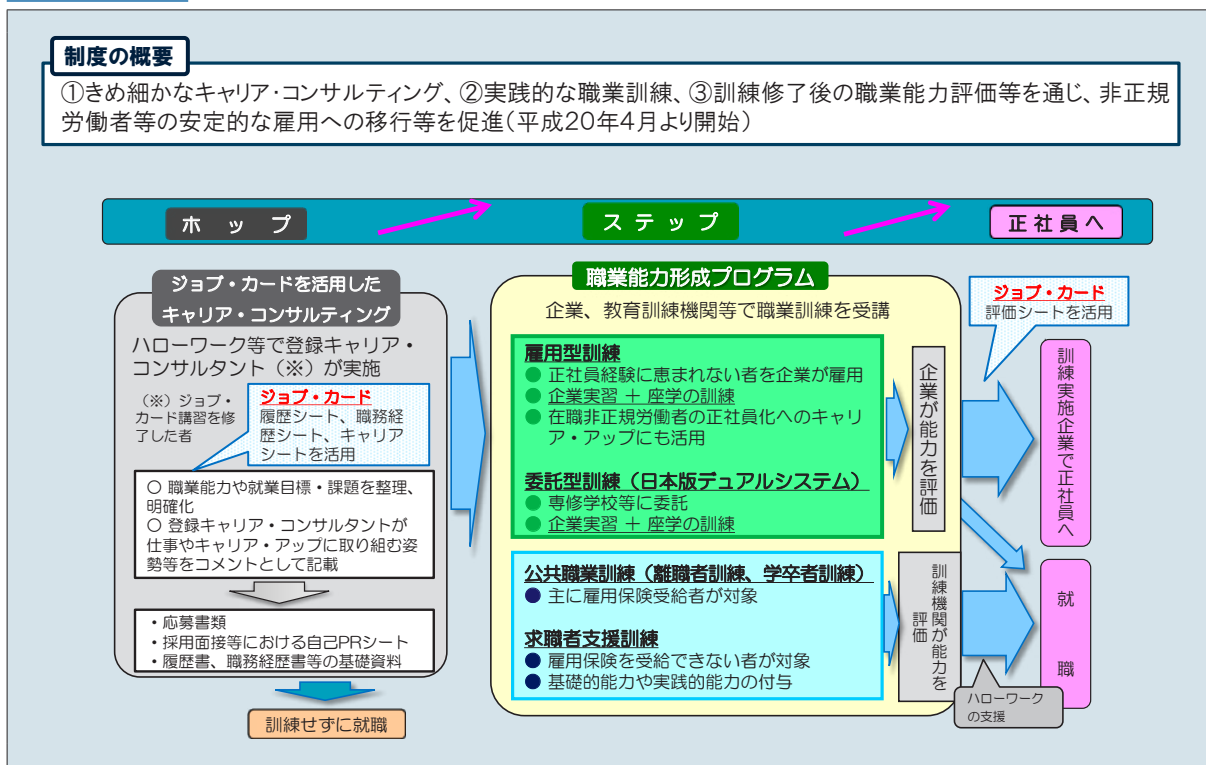 制度の概要
①きめ細かなキャリア・コンサルティング、②実践的な職業訓練、③訓練修了後の職業能力評価等を通じ、非正規
労働者等の安定的な雇用への移行等を促進（平成20年4月より開始）
ホップ
ステップ
正社員へ
ジョブ・カードを活用した
キャリア・コンサルティング
ハローワーク等で登録キャリア・
コンサルタント（※）が実施
（※）ジョブ・
カード講習を修
了した者
ジョブ・カード
履歴シート、職務経
歴シート、キャリア
シートを活用
○ 職業能力や就業目標・課題を整理、
明確化
○ 登録キャリア・コンサルタントが
仕事やキャリア・アップに取り組む姿
勢等をコメントとして記載
・応募書類
・採用面接等における自己PRシート
・履歴書、職務経歴書等の基礎資料
訓練せずに就職
職業能力形成プログラム
企業、教育訓練機関等で職業訓練を受講
雇用型訓練
● 正社員経験に恵まれない者を企業が雇用
● 企業実習 ＋ 座学の訓練
● 在職非正規労働者の正社員化へのキャリ
ア・アップにも活用
委託型訓練（日本版デュアルシステム）
● 専修学校等に委託
● 企業実習 ＋ 座学の訓練
公共職業訓練（離職者訓練、学卒者訓練）
● 主に雇用保険受給者が対象
求職者支援訓練
● 雇用保険を受給できない者が対象
● 基礎的能力や実践的能力の付与
企業が能力を評価
訓練機関が能力を
評価
ジョブ・カード
評価シートを活用
訓練実施企業で正社員へ
就職
ハローワーク
の支援